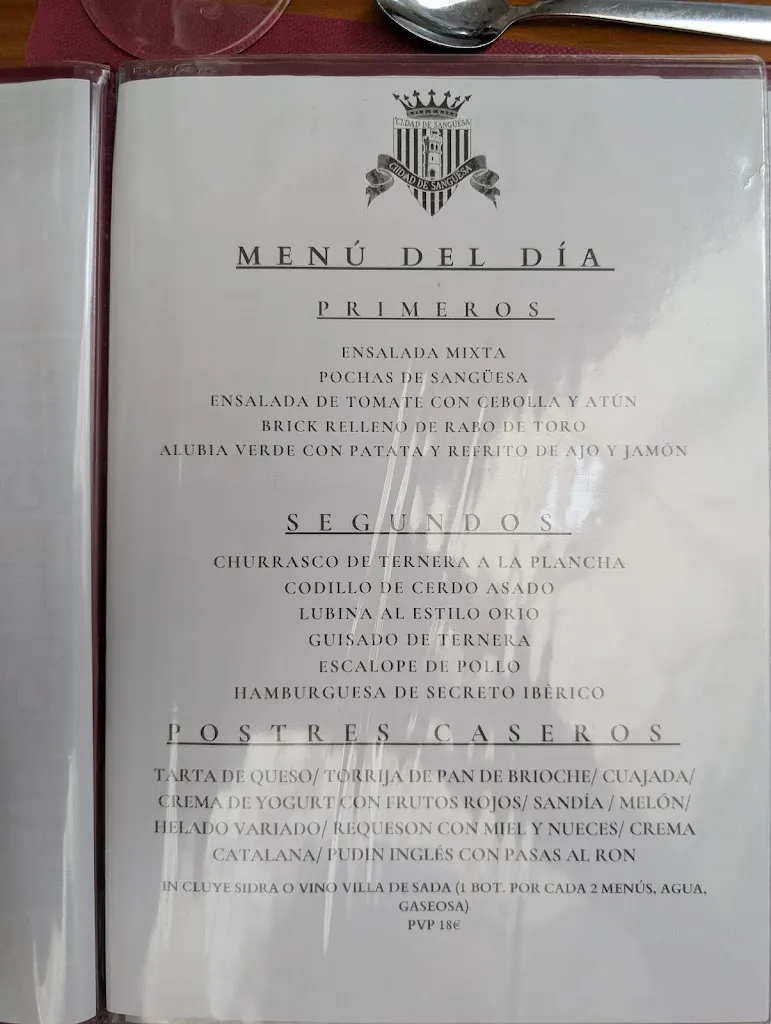 CIDAD DE SANGÜESA
CIUDAD DE SANGÜESA
MENÚ DEL DÍA
PRIMEROS
ENSALADA MIXTA
POCHAS DE SANGÜESA
ENSALADA DE TOMATE CON CEBOLLA Y ATÚN
BRICK RELLENO DE RABO DE TORO
ALUBIA VERDE CON PATATA Y REFRITO DE AJO Y JAMÓN
SEGUNDOS
CHURRASCO DE TERNERA A LA PLANCHA
CODILLO DE CERDO ASADO
LUBINA AL ESTILO ORIO
GUISADO DE TERNERA
ESCALOPE DE POLLO
HAMBURGUESA DE SECRETO IBÈRICO
POSTRES CASEROS
TARTA DE QUESO/ TORRIJA DE PAN DE BRIOCHE/ CUAJADA/
CREMA DE YOGURT CON FRUTOS ROJOS/ SANDÍA / MELÓN/
HELADO VARIADO/ REQUESON CON MIEL Y NUECES/ CREMA
CATALANA/ PUDIN INGLÉS CON PASAS AL RON
IN CLUYE SIDRA O VINO VILLA DE SADA (1 BOT. POR CADA 2 MENÚS, AGUA,
GASEOSA)
PVP 18€